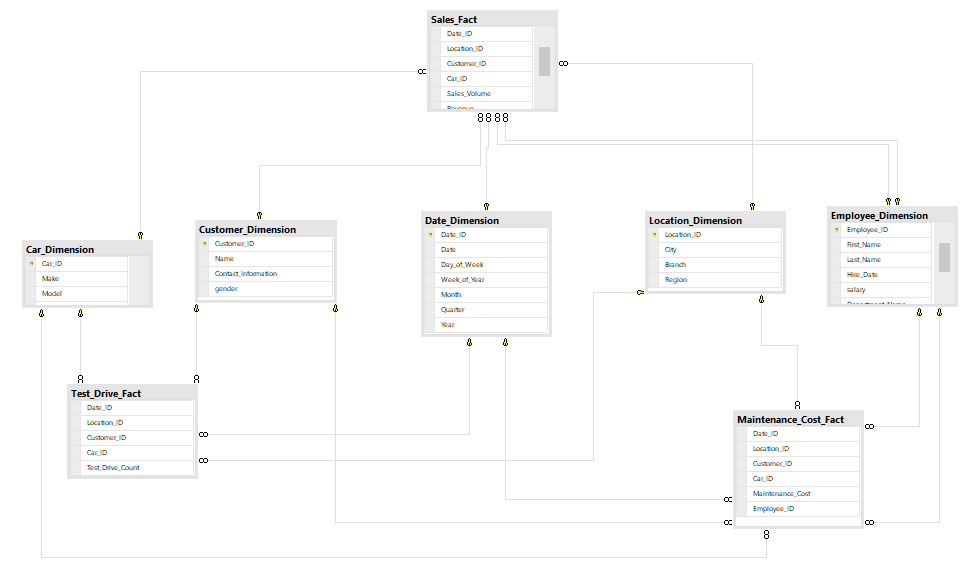 Sales_Fact
Date_ID
Location_ID
Customer_ID
Car_ID
Sales_Volume
Revenue
Car_Dimension
Car_ID
Make
Model
Customer_Dimension
Customer_ID
Name
Contact_Information
gender
Date_Dimension
Date_ID
Date
Day_of_Week
Week_of_Year
Month
Quarter
Year
Location_Dimension
Location_ID
City
Branch
Region
Employee_Dimension
Employee_ID
First_Name
Last_Name
Hire_Date
salary
Department_Name
Test_Drive_Fact
Date_ID
Location_ID
Customer_ID
Car_ID
Test_Drive_Count
Maintenance_Cost_Fact
Date_ID
Location_ID
Customer_ID
Car_ID
Maintenance_Cost
Employee_ID